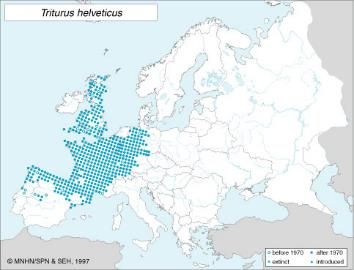 Triturus helveticus
© MNHN/SPN & SEH, 1997
before 1970 after 1970
extinct introduced